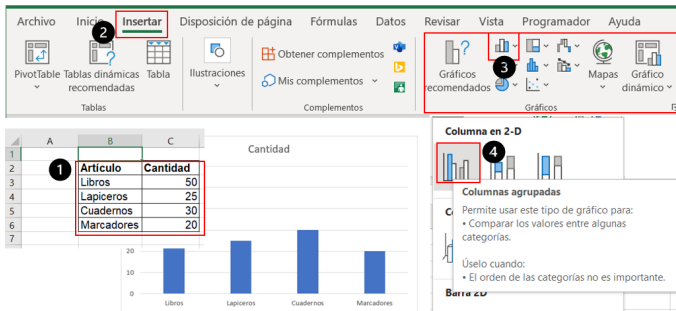 Archivo Inicio Insertar Disposición de página Fórmulas Datos Revisar Vista Programador Ayuda
2
PivotTable
Tablas dinámicas
recomendadas
Tabla
Tablas
Ilustraciones
Obtener complementos
Mis complementos
Complementos
Gráficos
recomendados
3
Mapas
Gráfico
dinámico
Gráficos
A B C
1
2 Artículo Cantidad
3 Libros 50
4 Lapiceros 25
5 Cuadernos 30
6 Marcadores 20
7
1
Cantidad
20
10
0
Libros Lapiceros Cuadernos Marcadores
Columna en 2-D
4
Columnas agrupadas
Permite usar este tipo de gráfico para:
• Comparar los valores entre algunas
categorías.
Úselo cuando:
• El orden de las categorías no es importante.
Barra 2D